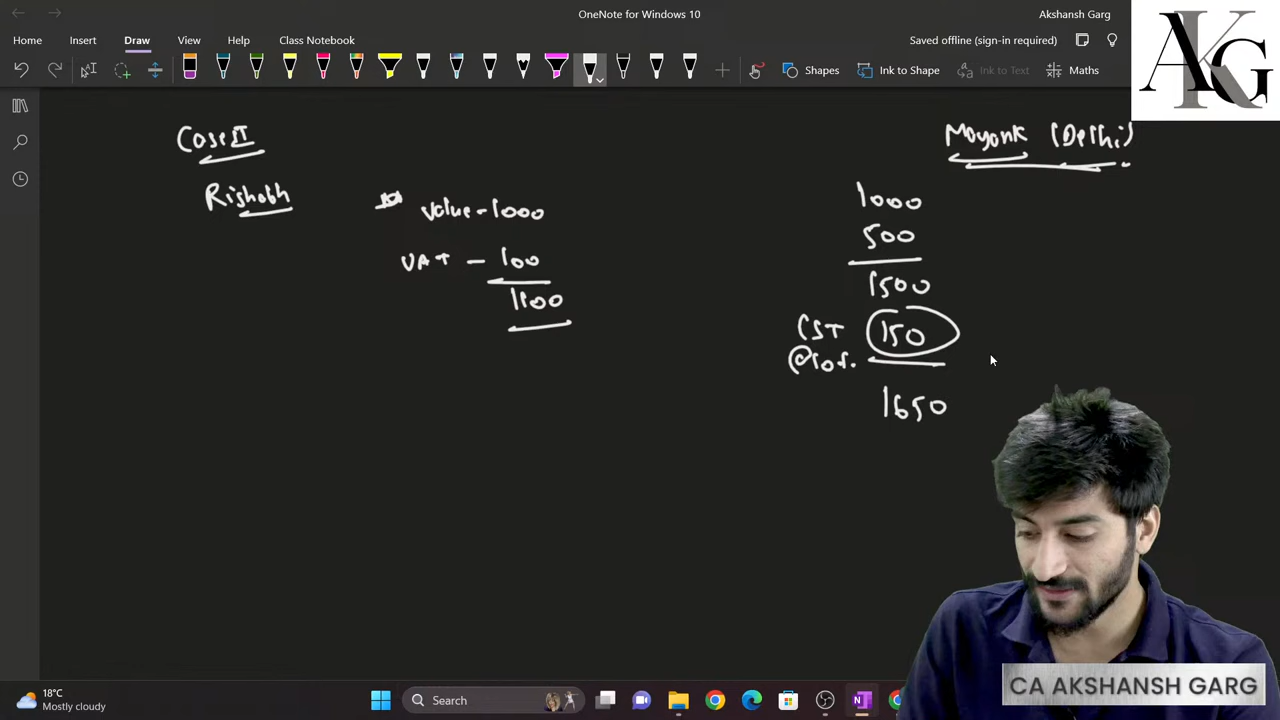 OneNote for Windows 10
Akshansh Garg
Home Insert Draw View Help Class Notebook
Saved offline (sign-in required)
Shapes Ink to Shape Ink to Text Maths
AKG
Case II
Mayank (Delhi)
Rishabh
Value - 1000
VAT - 100
1100
1000
500
1500
CST 150
@10%.
1650
CA AKSHANSH GARG
18°C
Mostly cloudy
Search